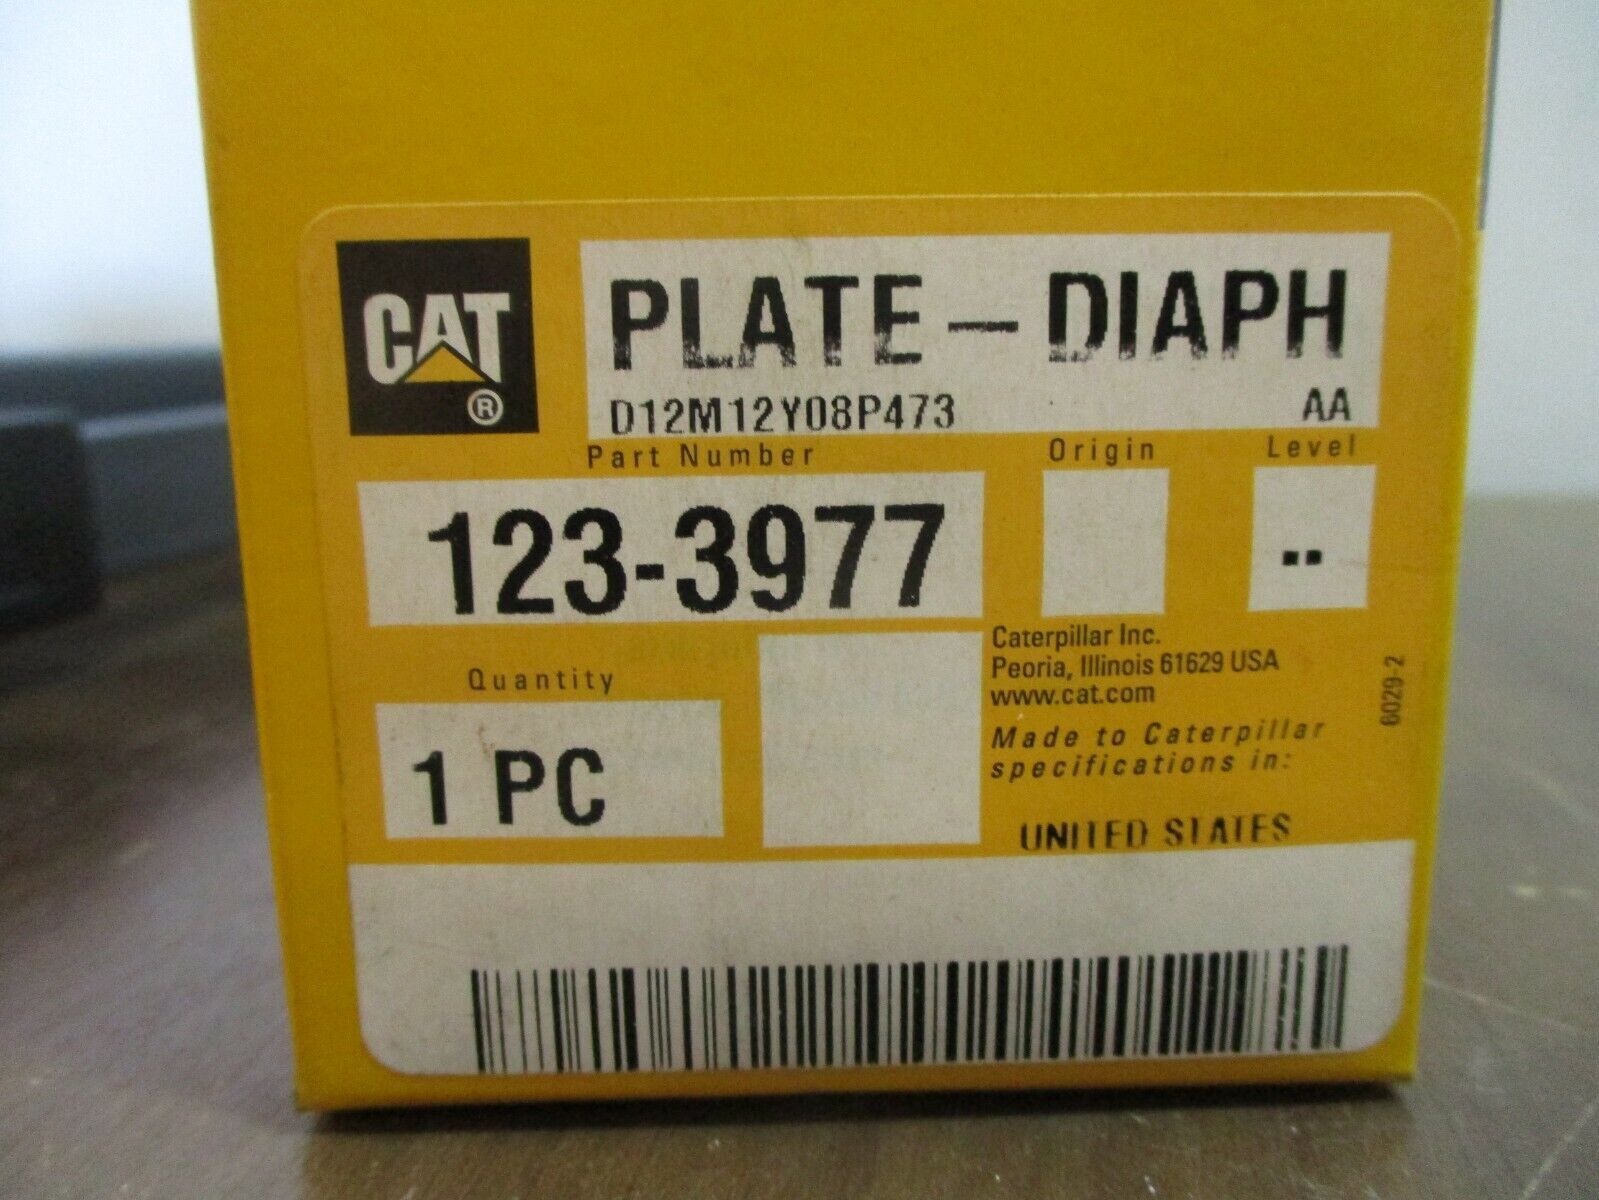 CAT
®
PLATE - DIAPH
D12M12Y08P473 AA
Part Number Origin Level
123-3977 ..
Quantity
1 PC
Caterpillar Inc.
Peoria, Illinois 61629 USA
www.cat.com
Made to Caterpillar
specifications in:
UNITED STATES
6029-2